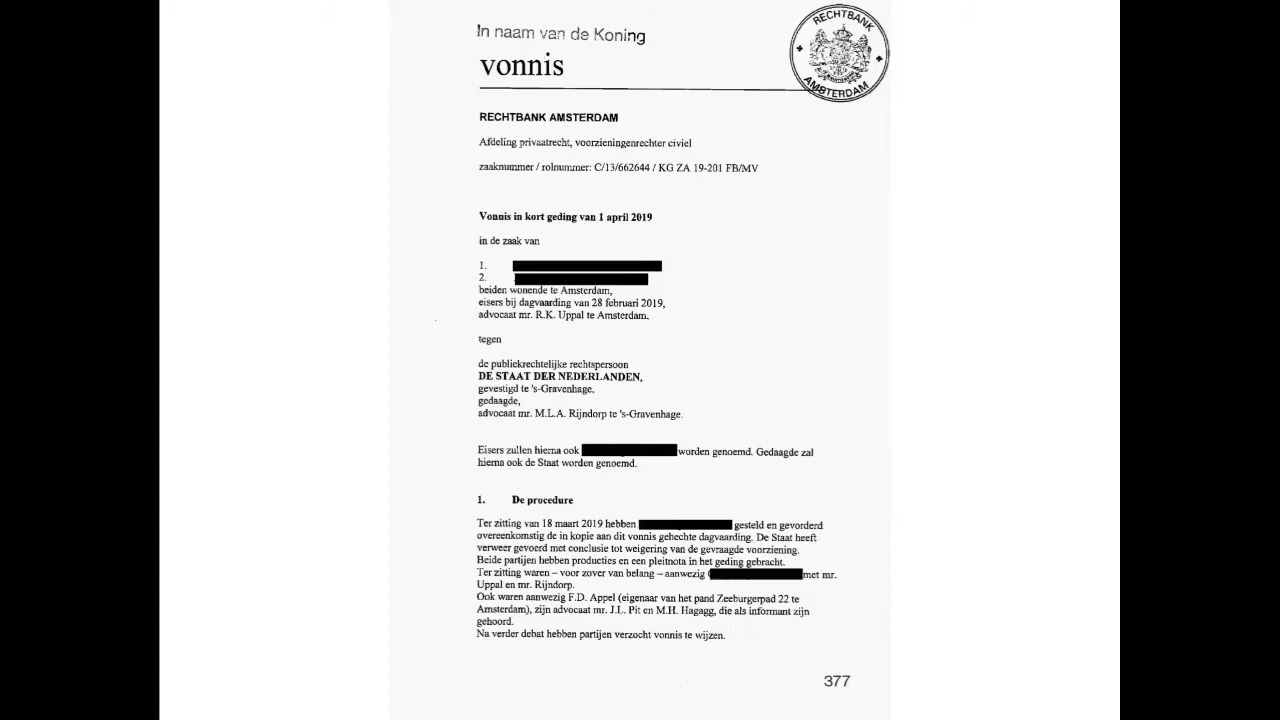 In naam van de Koning
vonnis
RECHTBANK
AMSTERDAM
RECHTBANK AMSTERDAM
Afdeling privaatrecht, voorzieningenrechter civiel
zaaknummer / rolnummer: C/13/662644 / KG ZA 19-201 FB/MV
Vonnis in kort geding van 1 april 2019
in de zaak van
1.
2.
beiden wonende te Amsterdam,
eisers bij dagvaarding van 28 februari 2019,
advocaat mr. R.K. Uppal te Amsterdam,
tegen
de publiekrechtelijke rechtspersoon
DE STAAT DER NEDERLANDEN,
gevestigd te 's-Gravenhage,
gedaagde,
advocaat mr. M.L.A. Rijndorp te 's-Gravenhage.
Eisers zullen hierna ook worden genoemd. Gedaagde zal
hierna ook de Staat worden genoemd.
1. De procedure
Ter zitting van 18 maart 2019 hebben gesteld en gevorderd
overeenkomstig de in kopie aan dit vonnis gehechte dagvaarding. De Staat heeft
verweer gevoerd met conclusie tot weigering van de gevraagde voorziening.
Beide partijen hebben producties en een pleitnota in het geding gebracht.
Ter zitting waren – voor zover van belang – aanwezig met mr.
Uppal en mr. Rijndorp.
Ook waren aanwezig F.D. Appel (eigenaar van het pand Zeeburgerpad 22 te
Amsterdam), zijn advocaat mr. J.L. Pit en M.H. Hagagg, die als informant zijn
gehoord.
Na verder debat hebben partijen verzocht vonnis te wijzen.
377